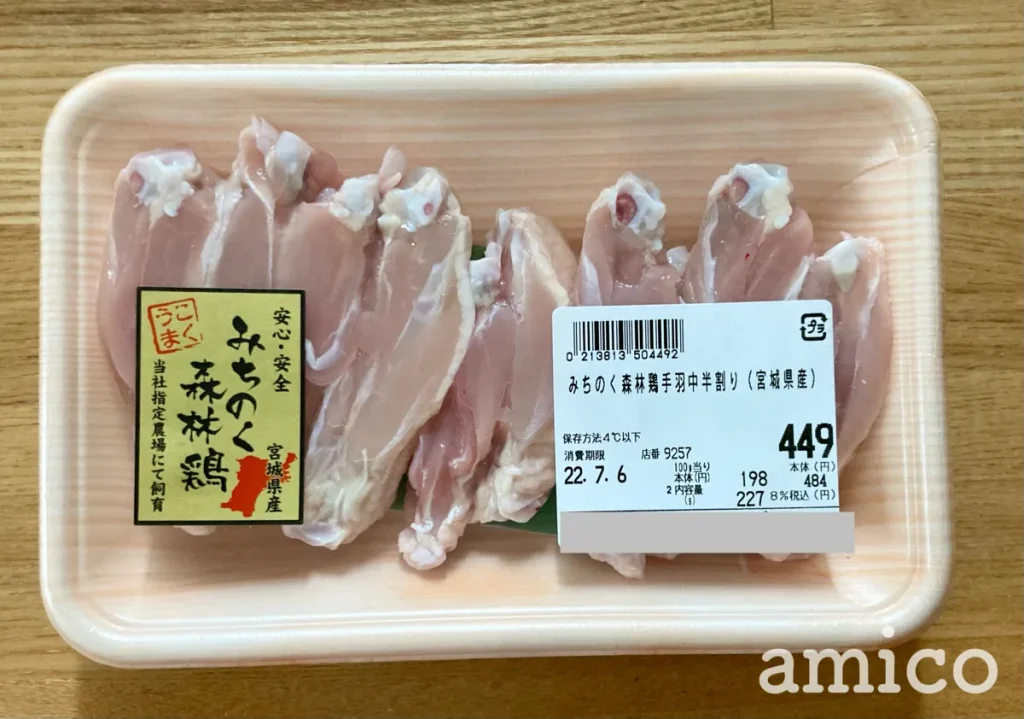 うまこく
安心・安全
みちのく
森林鶏
宮城県産
当社指定農場にて飼育
0 213813 504492
みちのく森林鶏手羽中半割り(宮城県産)
保存方法4℃以下
消費期限 店番 9257
22.7.6
100g当り
本体(円) 198
2 内容量
(g) 227
449
本体(円)
484
8%税込(円)
プラ
amico